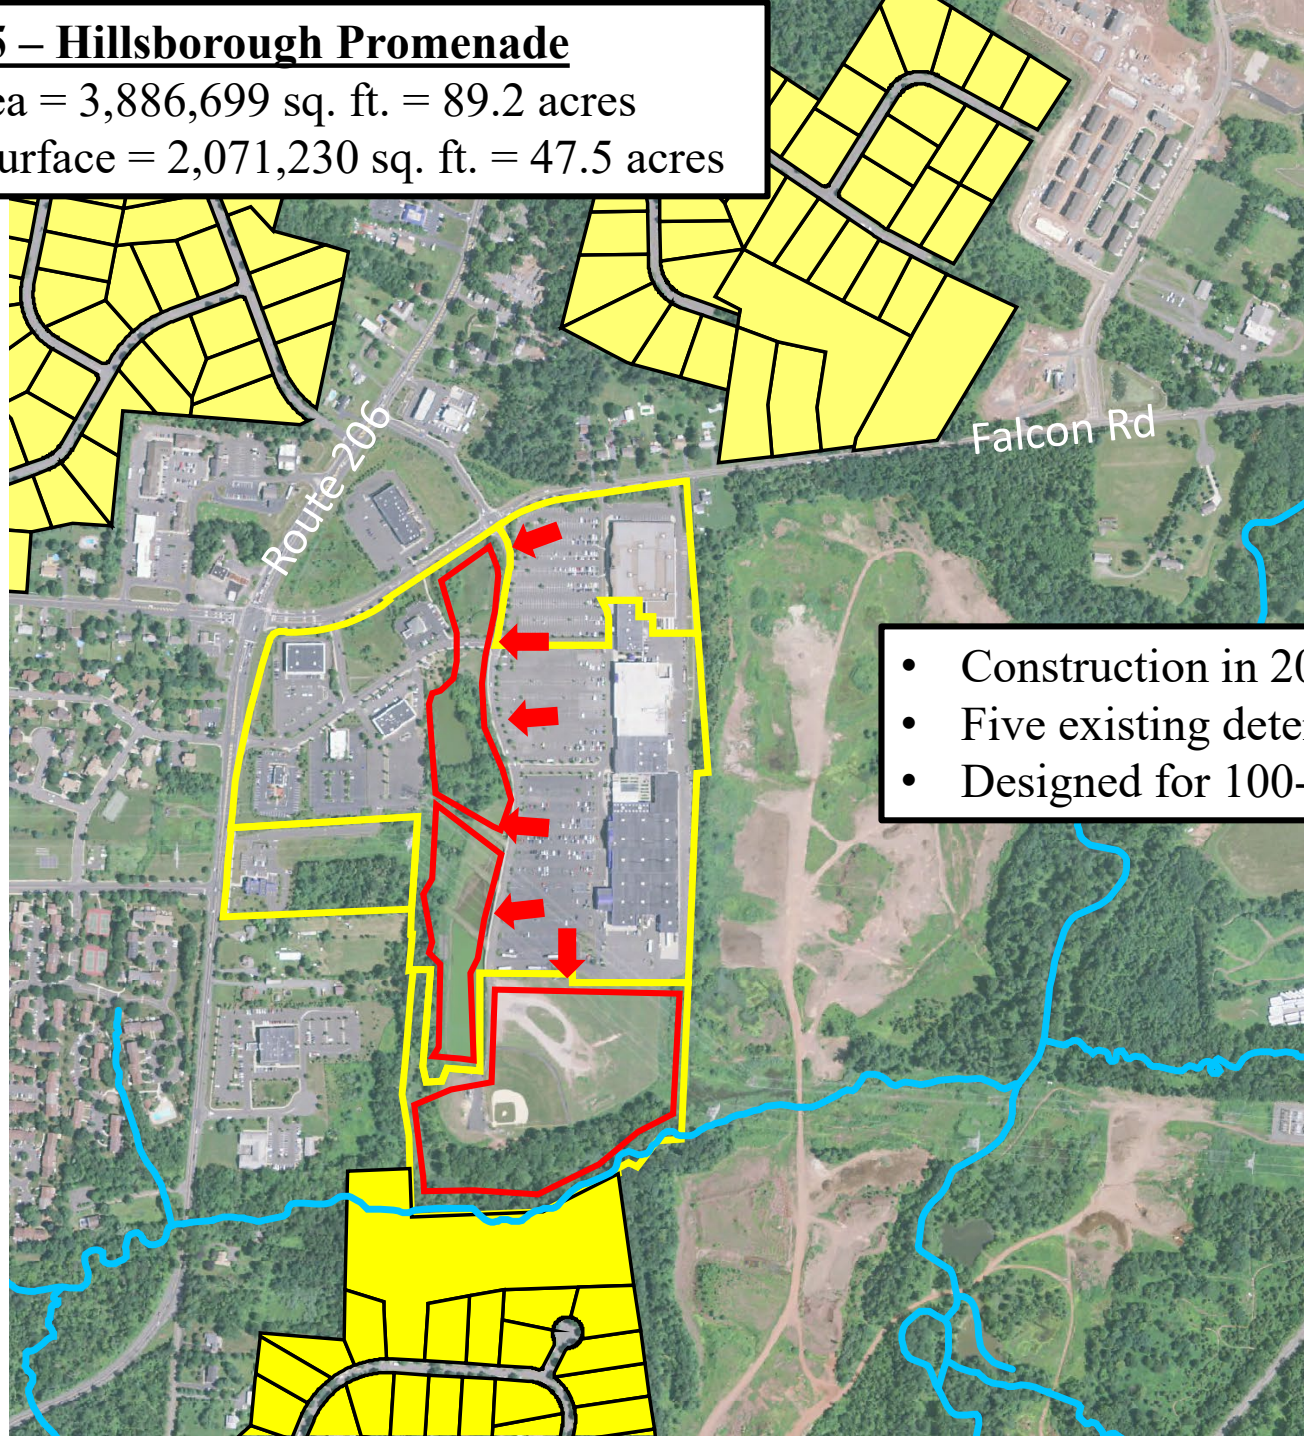 5 – Hillsborough Promenade
ea = 3,886,699 sq. ft. = 89.2 acres
urface = 2,071,230 sq. ft. = 47.5 acres
Route 206
Falcon Rd
• Construction in 20
• Five existing dete
• Designed for 100-